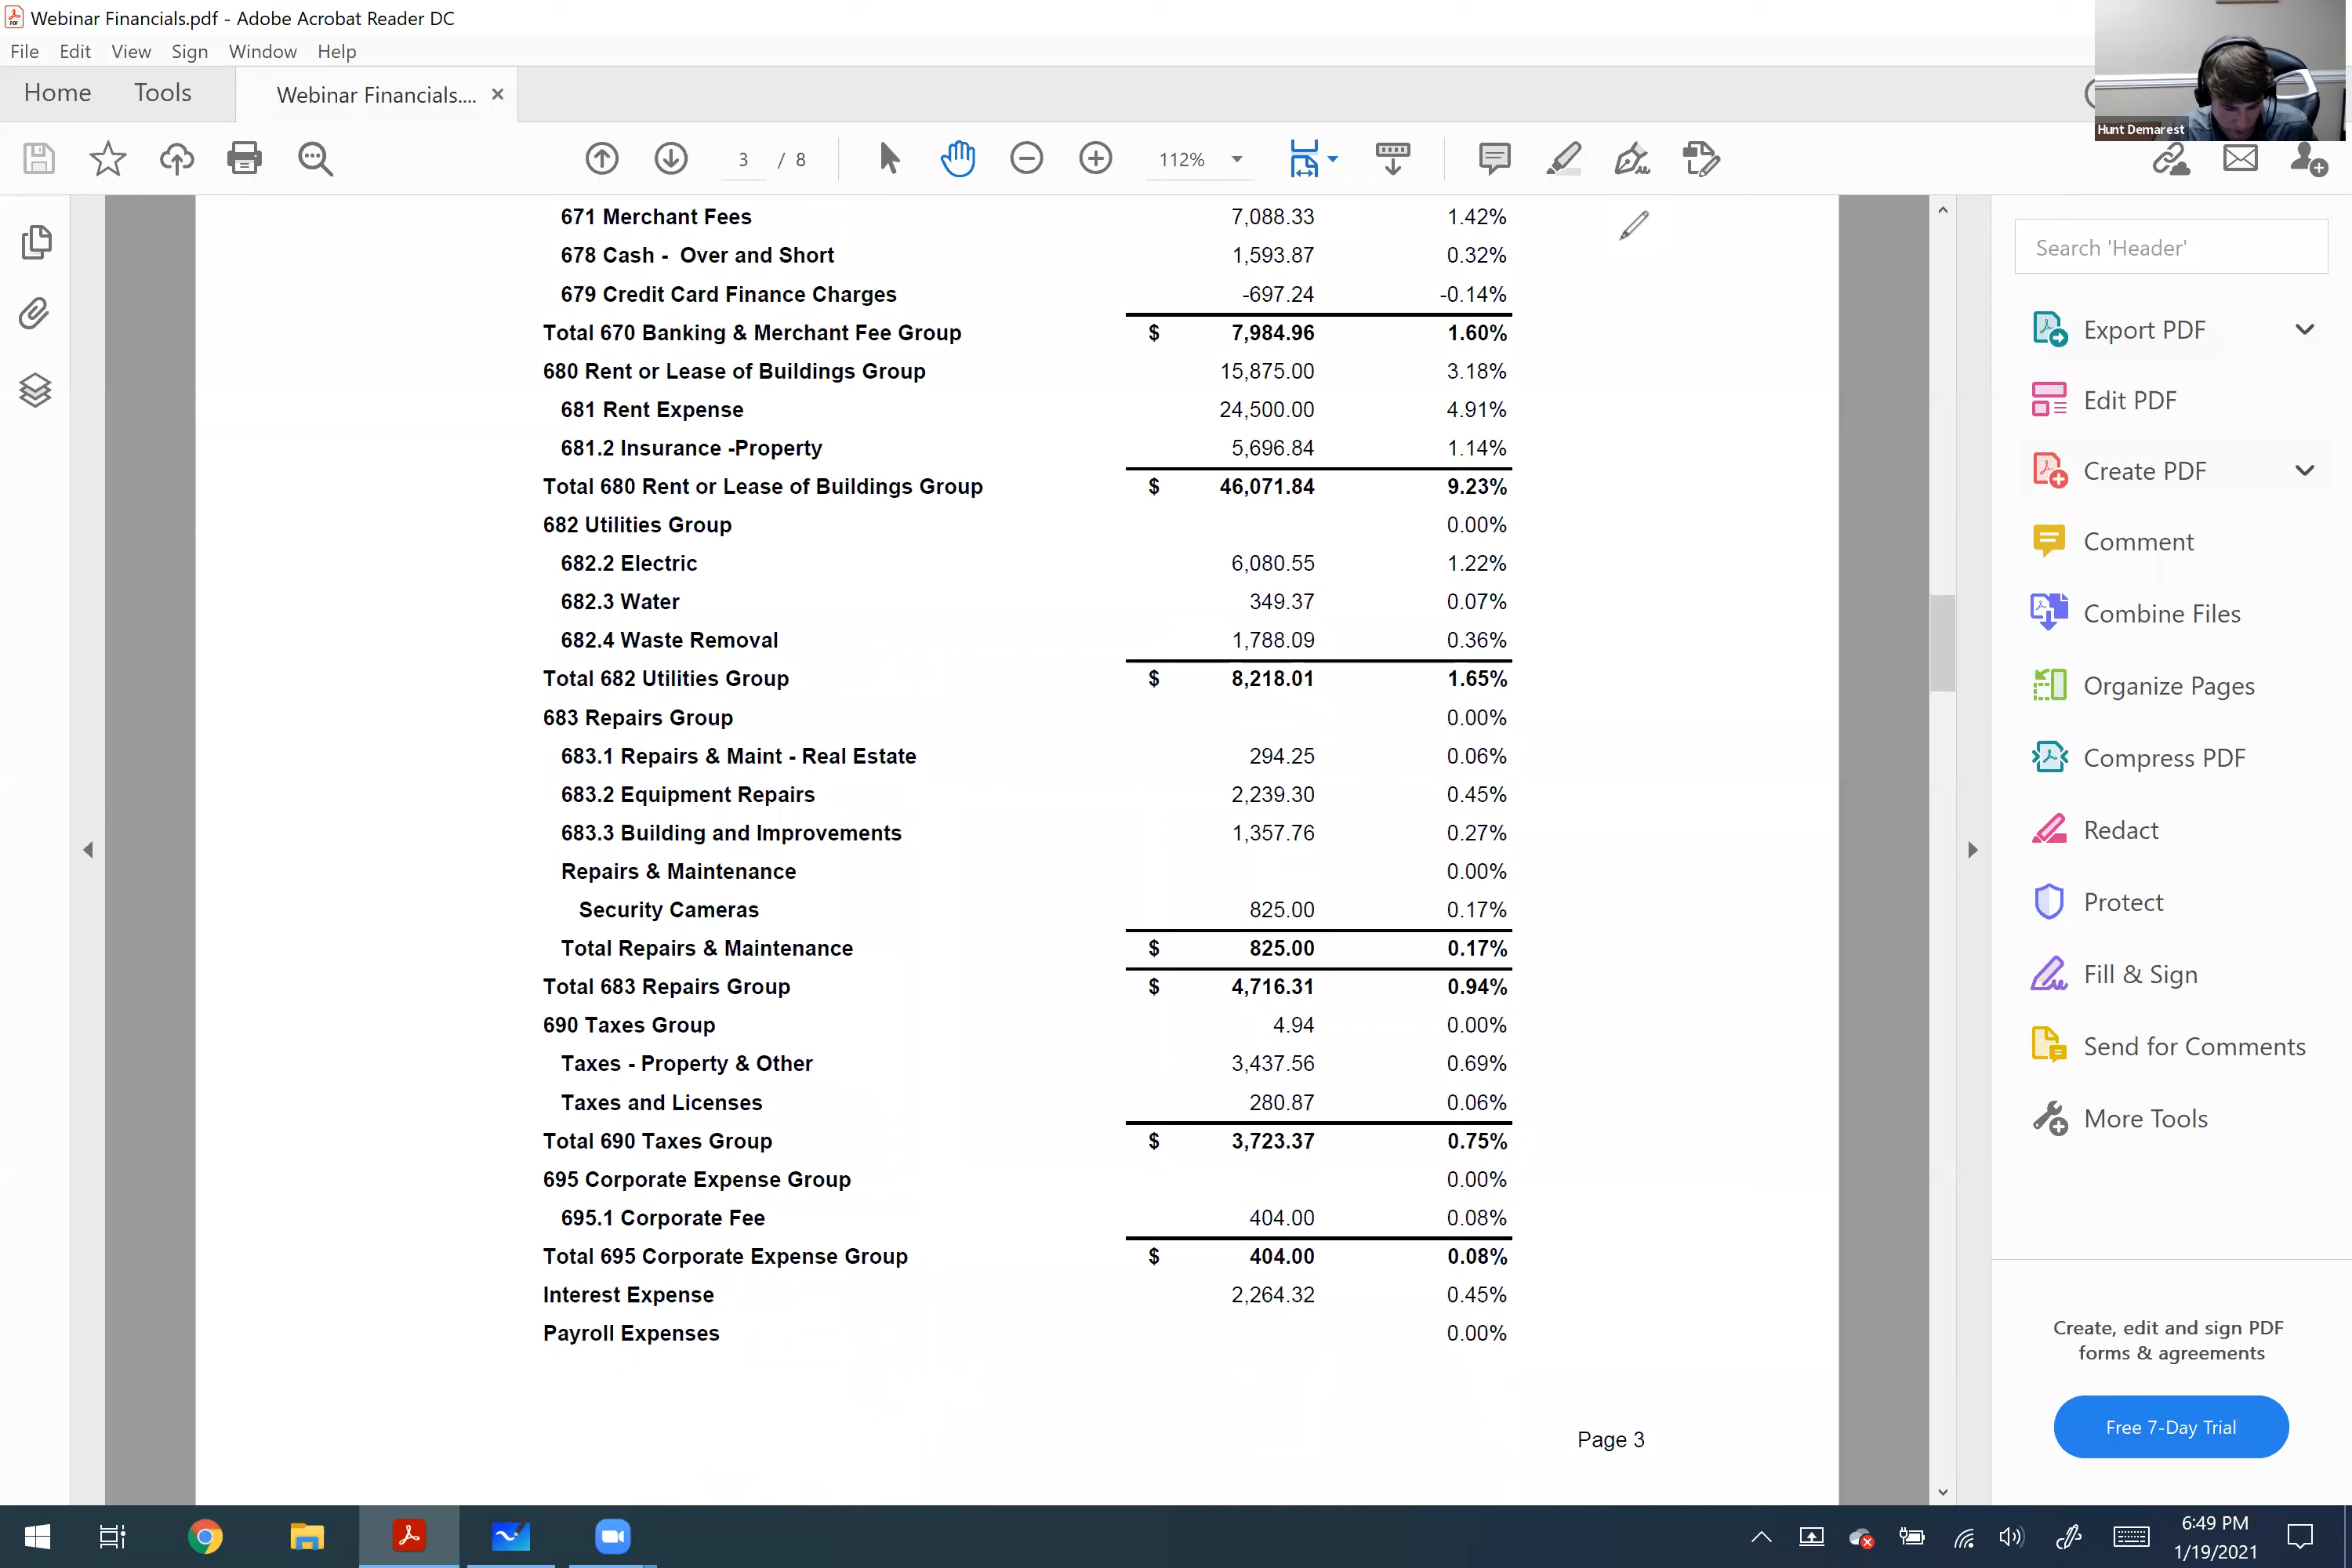 Webinar Financials.pdf - Adobe Acrobat Reader DC
File Edit View Sign Window Help
Home Tools Webinar Financials....
3 / 8 112%
Hunt Demarest
671 Merchant Fees 7,088.33 1.42%
678 Cash - Over and Short 1,593.87 0.32%
679 Credit Card Finance Charges -697.24 -0.14%
Total 670 Banking & Merchant Fee Group $ 7,984.96 1.60%
680 Rent or Lease of Buildings Group 15,875.00 3.18%
681 Rent Expense 24,500.00 4.91%
681.2 Insurance -Property 5,696.84 1.14%
Total 680 Rent or Lease of Buildings Group $ 46,071.84 9.23%
682 Utilities Group 0.00%
682.2 Electric 6,080.55 1.22%
682.3 Water 349.37 0.07%
682.4 Waste Removal 1,788.09 0.36%
Total 682 Utilities Group $ 8,218.01 1.65%
683 Repairs Group 0.00%
683.1 Repairs & Maint - Real Estate 294.25 0.06%
683.2 Equipment Repairs 2,239.30 0.45%
683.3 Building and Improvements 1,357.76 0.27%
Repairs & Maintenance 0.00%
Security Cameras 825.00 0.17%
Total Repairs & Maintenance $ 825.00 0.17%
Total 683 Repairs Group $ 4,716.31 0.94%
690 Taxes Group 4.94 0.00%
Taxes - Property & Other 3,437.56 0.69%
Taxes and Licenses 280.87 0.06%
Total 690 Taxes Group $ 3,723.37 0.75%
695 Corporate Expense Group 0.00%
695.1 Corporate Fee 404.00 0.08%
Total 695 Corporate Expense Group $ 404.00 0.08%
Interest Expense 2,264.32 0.45%
Payroll Expenses 0.00%
Page 3
Search 'Header'
Export PDF
Edit PDF
Create PDF
Comment
Combine Files
Organize Pages
Compress PDF
Redact
Protect
Fill & Sign
Send for Comments
More Tools
Create, edit and sign PDF
forms & agreements
Free 7-Day Trial
6:49 PM
1/19/2021